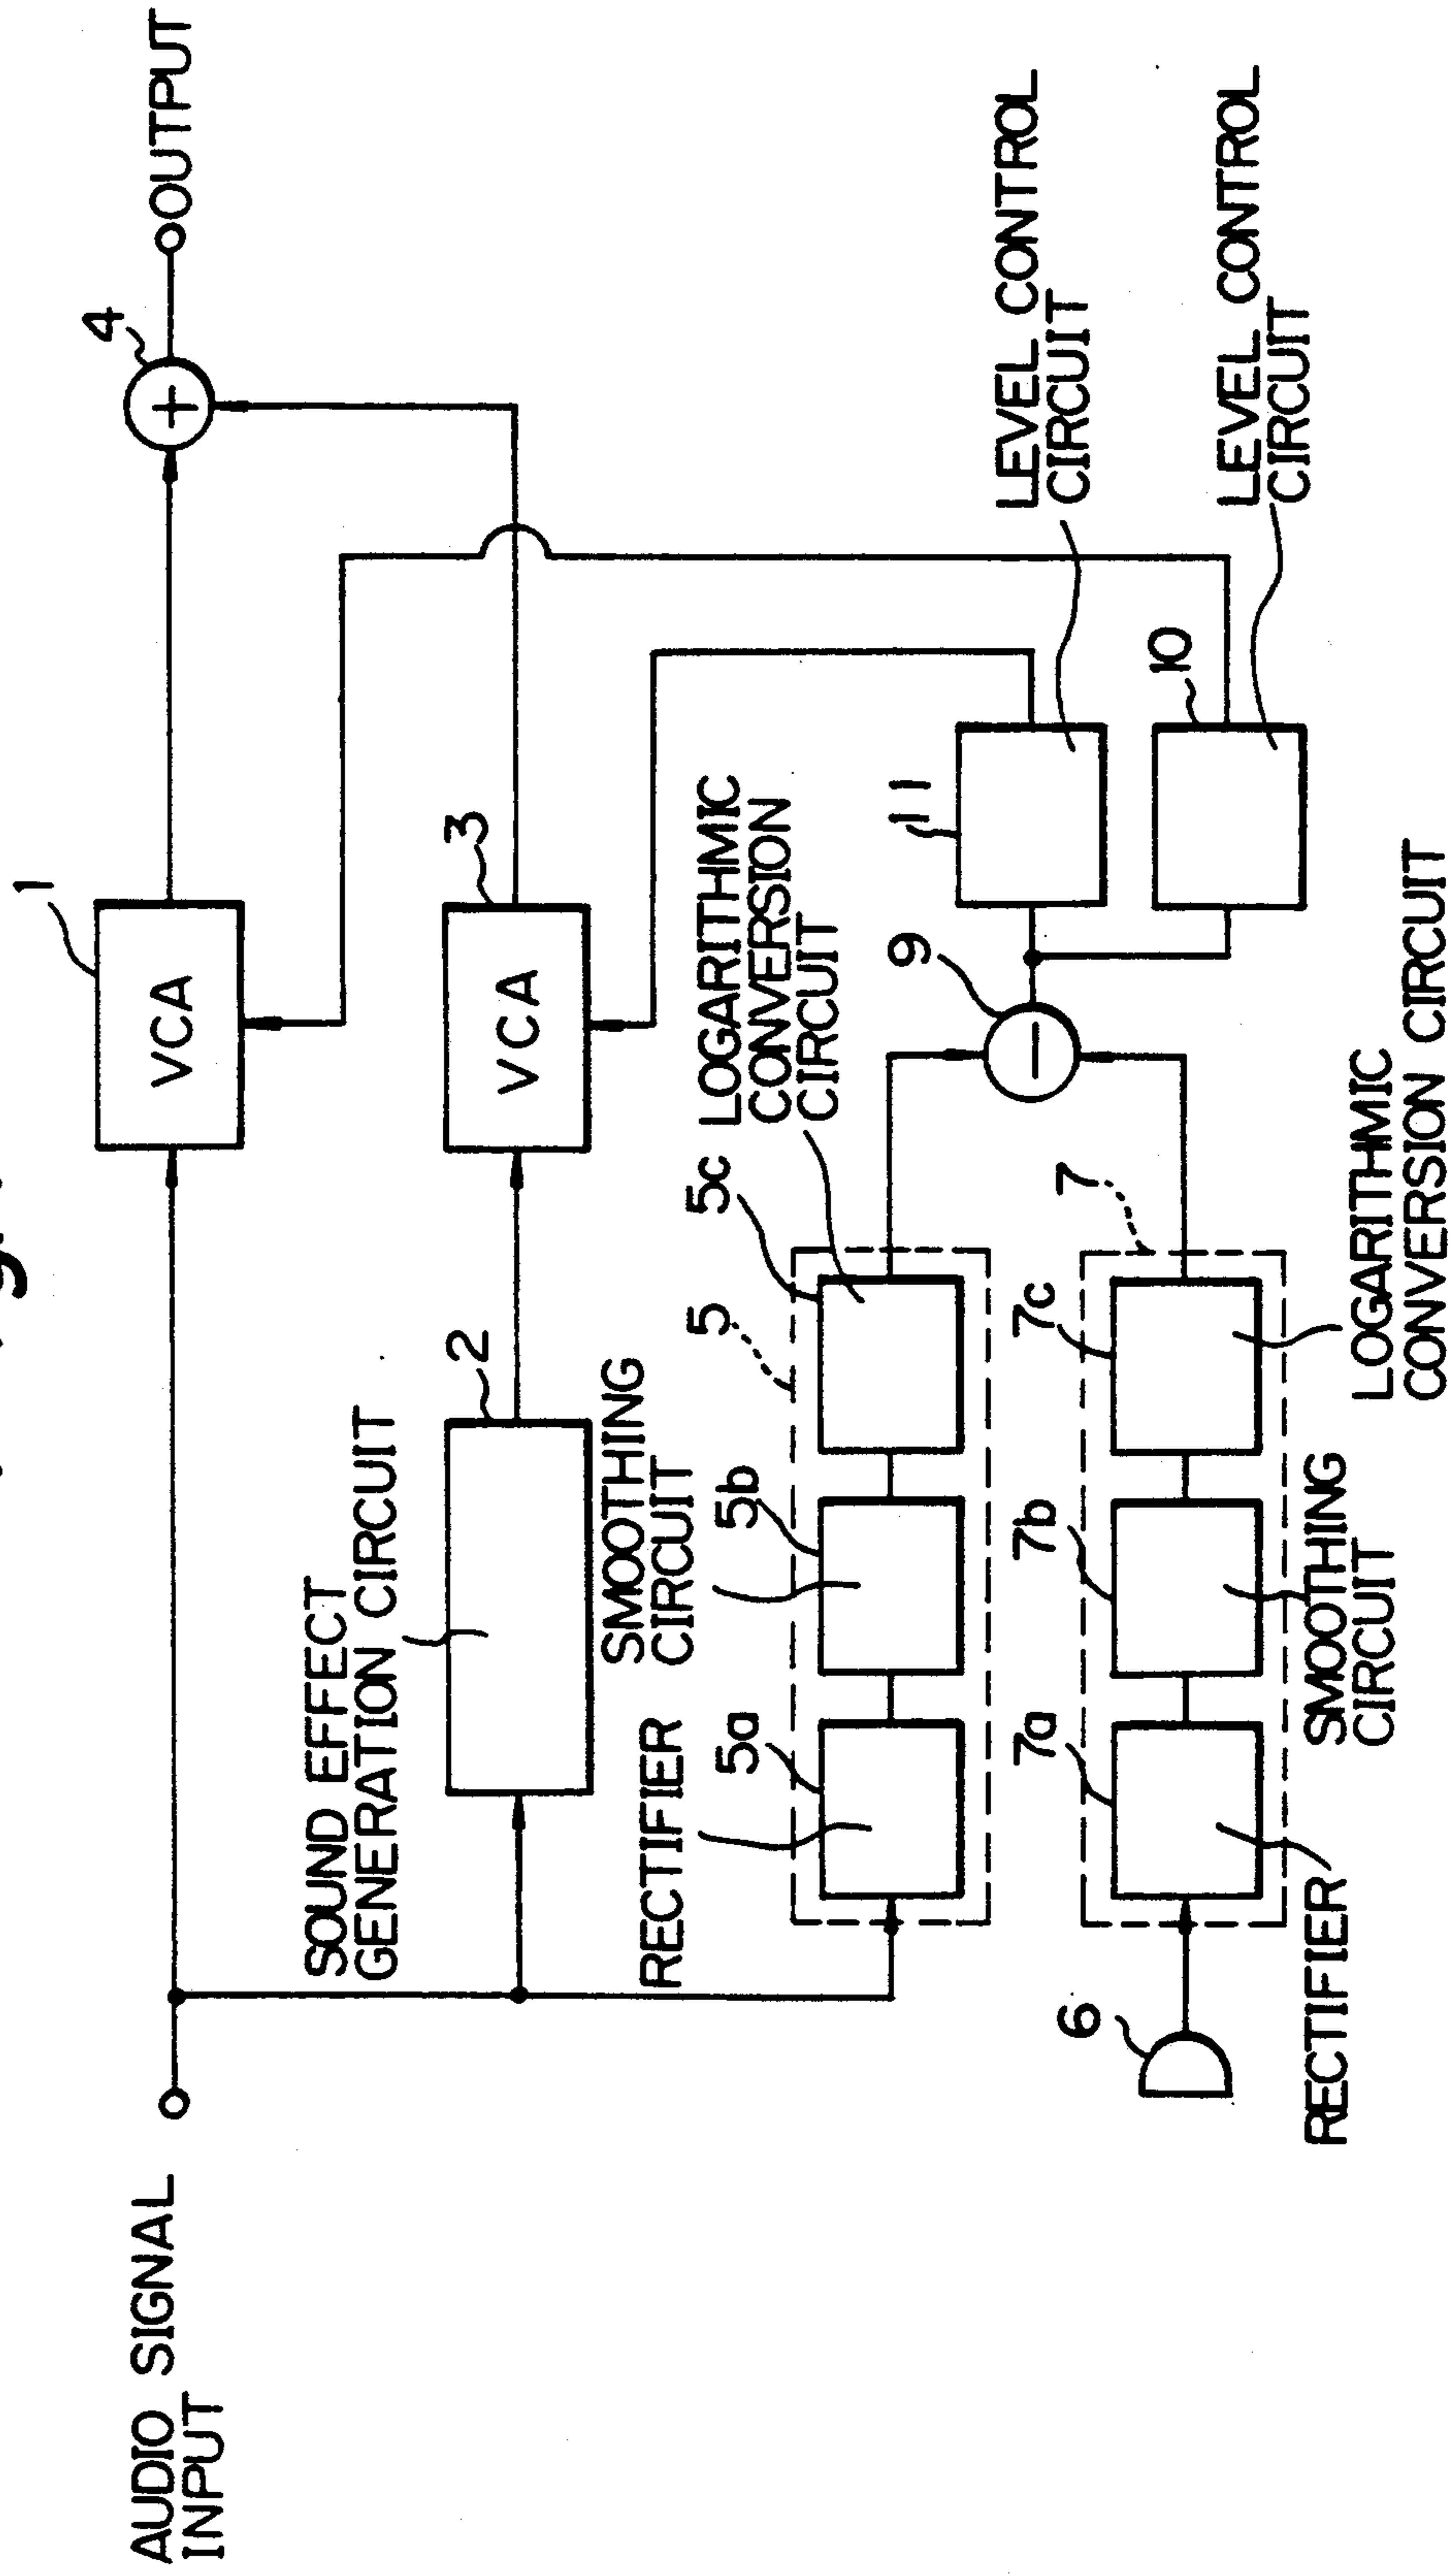 AUDIO SIGNAL
INPUT
1
VCA
4
+
OUTPUT
SOUND EFFECT
GENERATION CIRCUIT
2
3
VCA
RECTIFIER
SMOOTHING
CIRCUIT
LOGARITHMIC
CONVERSION
CIRCUIT
5a
5b
5
5c
9
11
LEVEL CONTROL
CIRCUIT
6
7a
7b
7c
7
10
LEVEL CONTROL
CIRCUIT
RECTIFIER
SMOOTHING
CIRCUIT
LOGARITHMIC
CONVERSION CIRCUIT